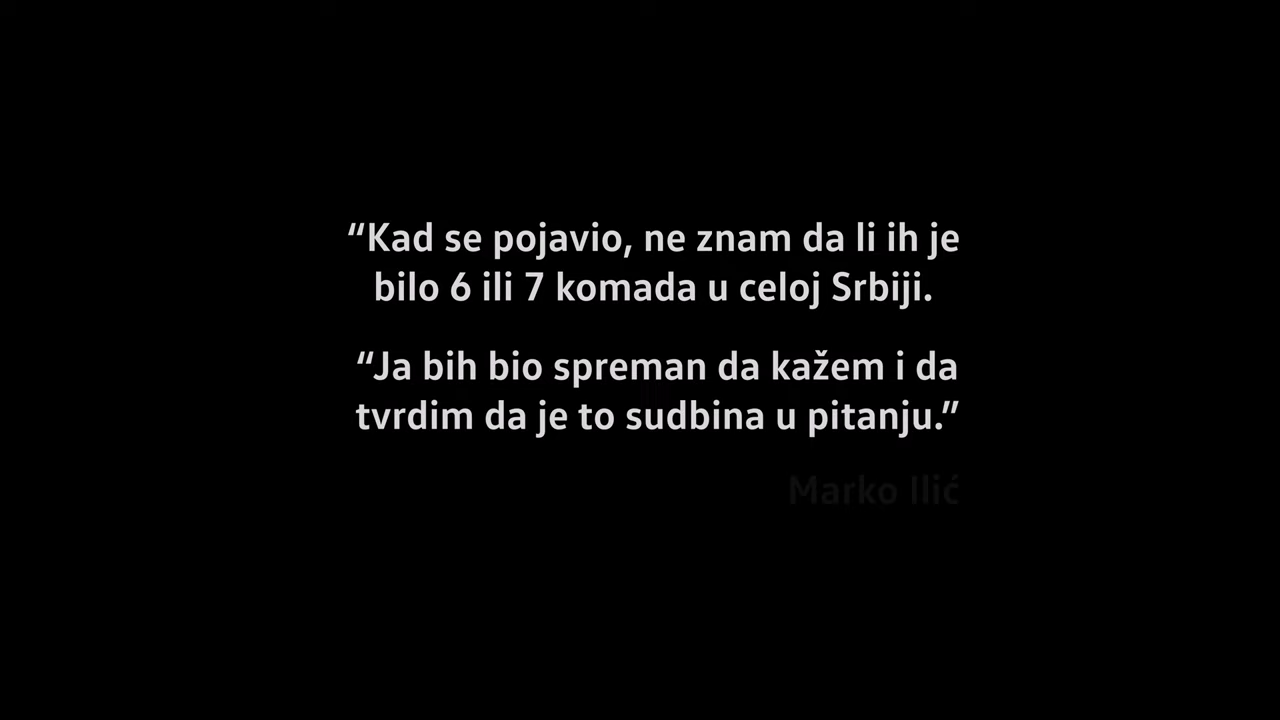 “Kad se pojavio, ne znam da li ih je
bilo 6 ili 7 komada u celoj Srbiji.
“Ja bih bio spreman da kažem i da
tvrdim da je to sudbina u pitanju.”
Marko Ilić